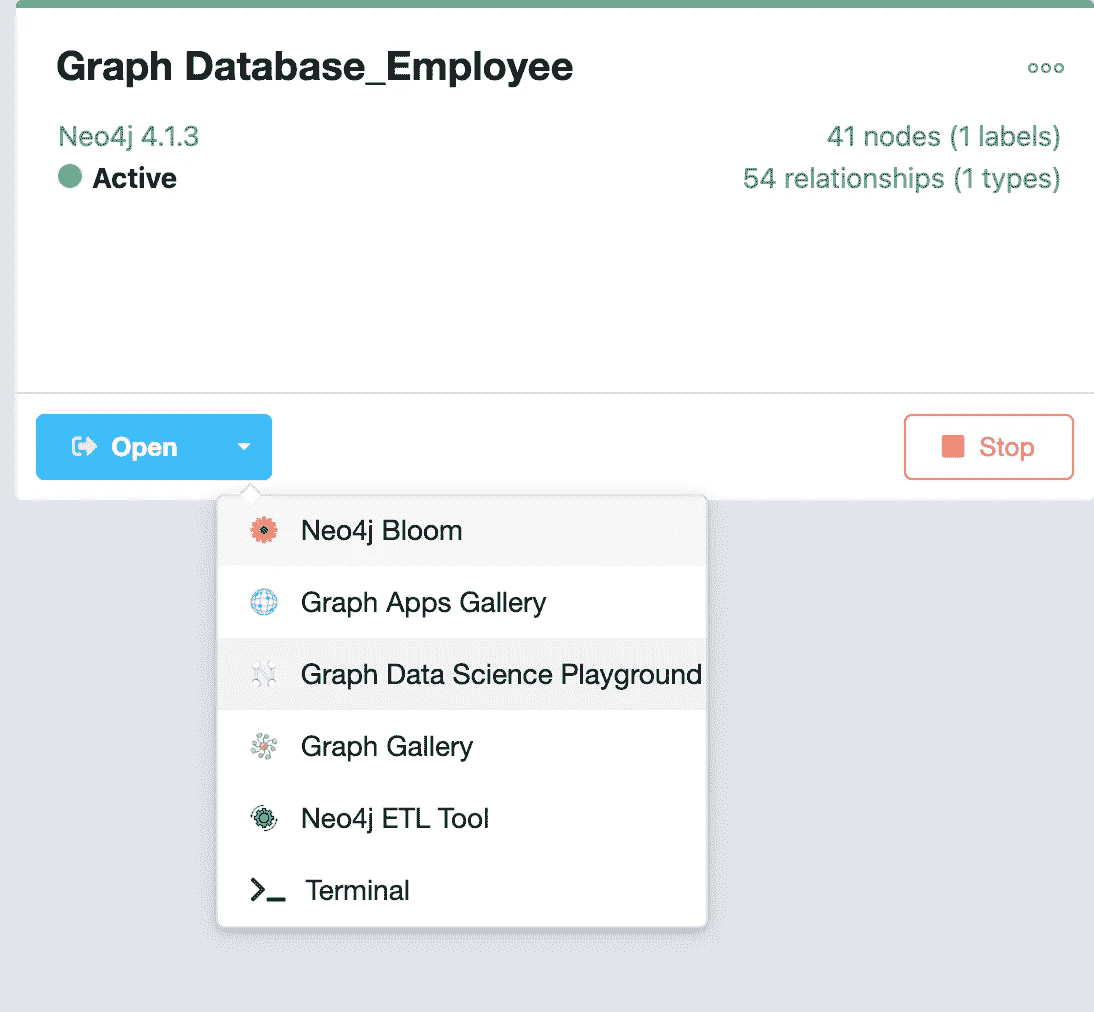 Graph Database_Employee
Neo4j 4.1.3
41 nodes (1 labels)
Active
54 relationships (1 types)
Open
Stop
Neo4j Bloom
Graph Apps Gallery
Graph Data Science Playground
Graph Gallery
Neo4j ETL Tool
Terminal